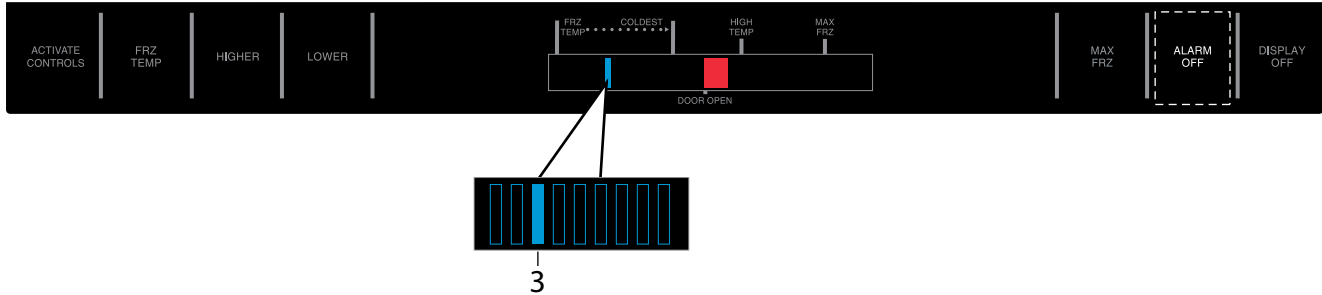 ACTIVATE
CONTROLS
FRZ
TEMP
HIGHER
LOWER
FRZ
TEMP
COLDEST
HIGH
TEMP
MAX
FRZ
DOOR OPEN
MAX
FRZ
ALARM
OFF
DISPLAY
OFF
3